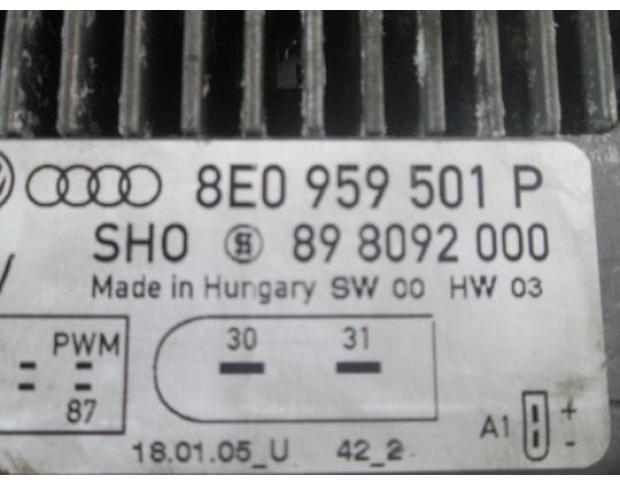 8E0 959 501 P
SHO 89 8092 000
Made in Hungary SW 00 HW 03
PWM 30 31
87
A1 + -
18.01.05_U 42_2